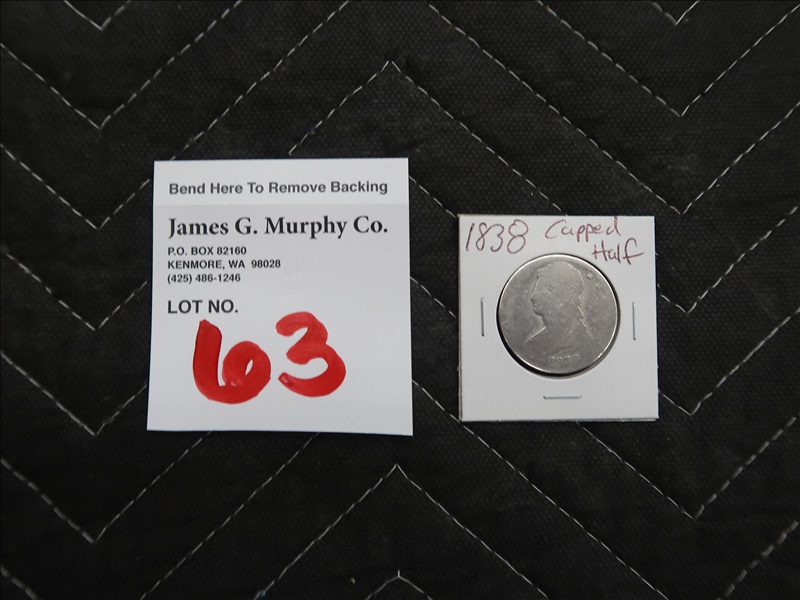 Bend Here To Remove Backing
James G. Murphy Co.
P.O. BOX 82160
KENMORE, WA 98028
(425) 486-1246
LOT NO.
63
1838 Capped
Half